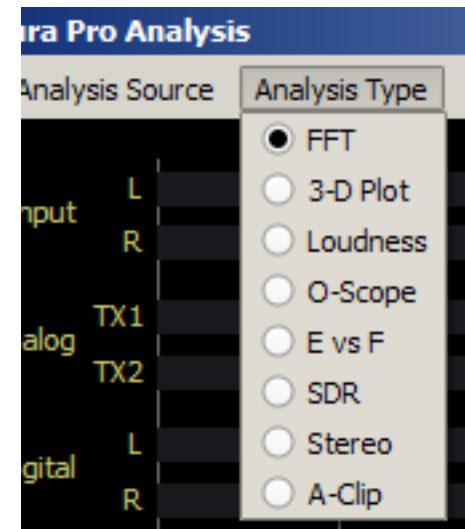 ra Pro Analysis
Analysis Source Analysis Type
FFT
3-D Plot
Loudness
O-Scope
E vs F
SDR
Stereo
A-Clip
nput
L
R
alog
TX1
TX2
gital
L
R